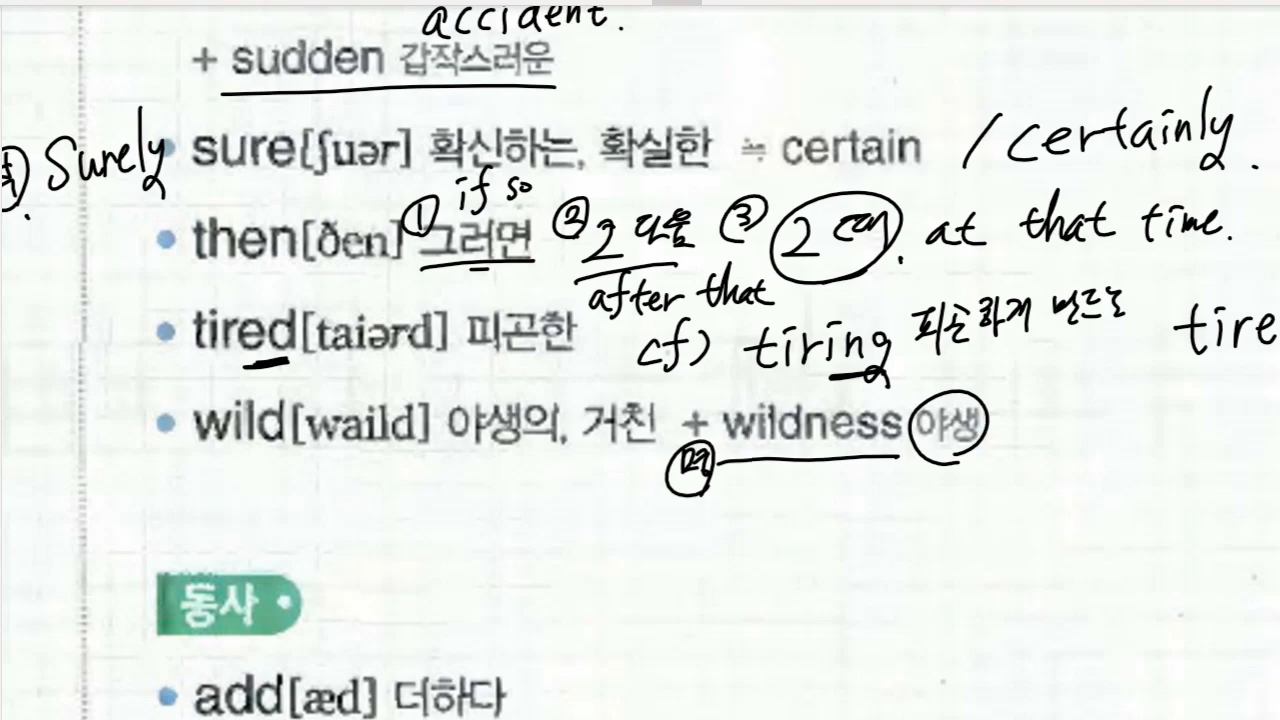 accident.
+ sudden 갑작스러운
Surely • sure[ʃuər] 확신하는, 확실한 ≒ certain / certainly.
if so
• then[ðen] ① 그러면 ② 그 다음 ③ 그 때. at that time.
after that
• tired[taiərd] 피곤한 cf) tiring 피곤하게 만드는 tire
• wild[waild] 야생의, 거친 + wildness 야생
명
동사
• add[æd] 더하다